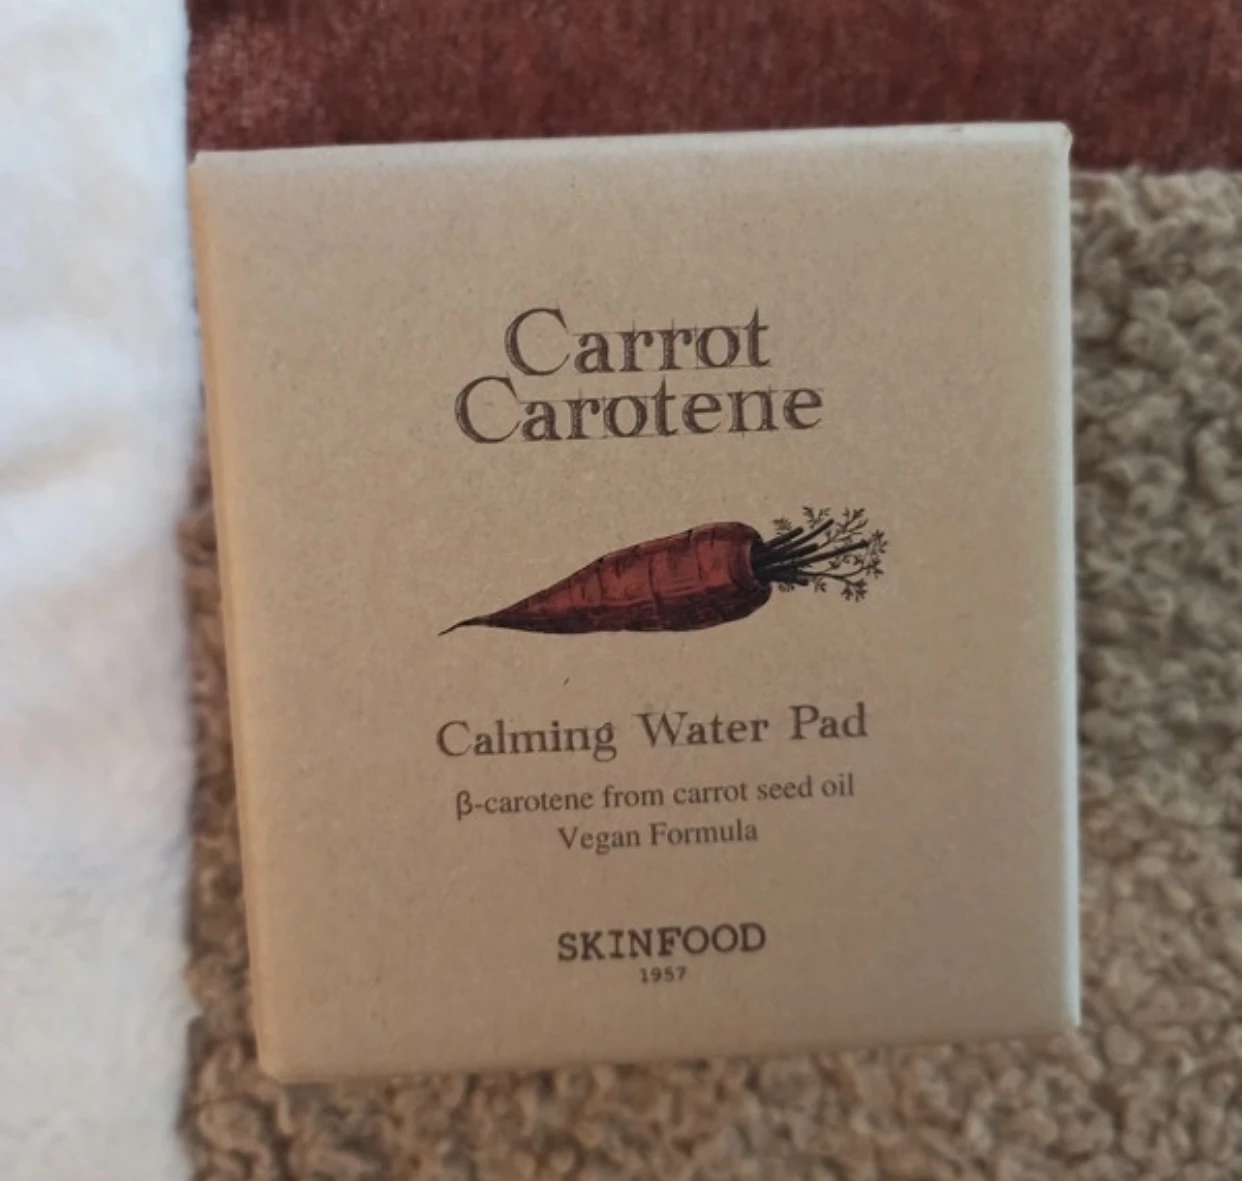 Carrot
Carotene
Calming Water Pad
β-carotene from carrot seed oil
Vegan Formula
SKINFOOD
1957